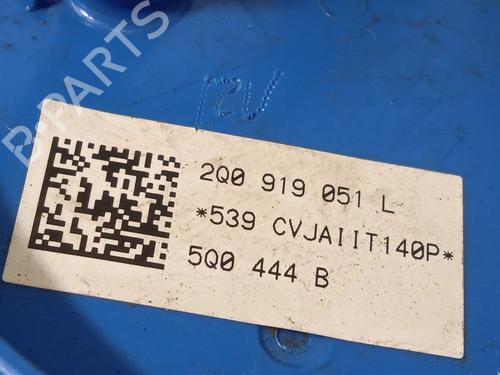 12V
2Q0 919 051 L
*539 CVJAIIT140P*
5Q0 444 B
B-PARTS